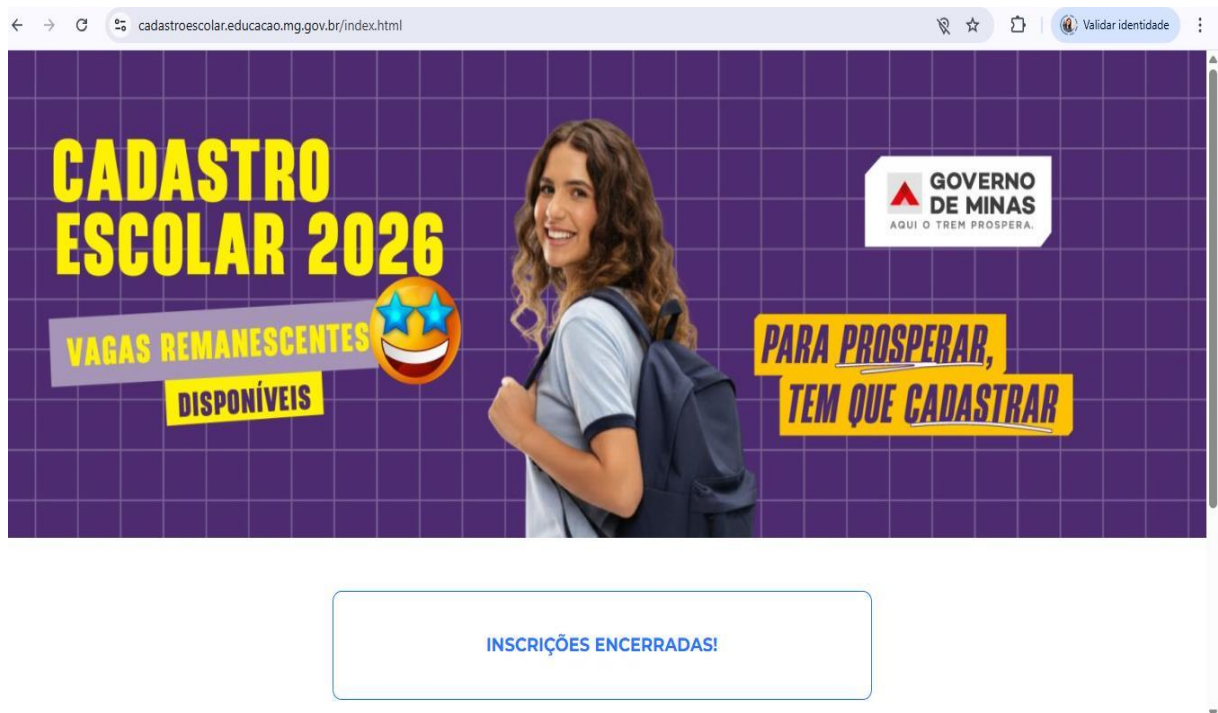 cadastroescolar.educacao.mg.gov.br/index.html
Validar identidade
CADASTRO
ESCOLAR 2026
VAGAS REMANESCENTES
DISPONÍVEIS
GOVERNO
DE MINAS
AQUI O TREM PROSPERA.
PARA PROSPERAR,
TEM QUE CADASTRAR
INSCRIÇÕES ENCERRADAS!